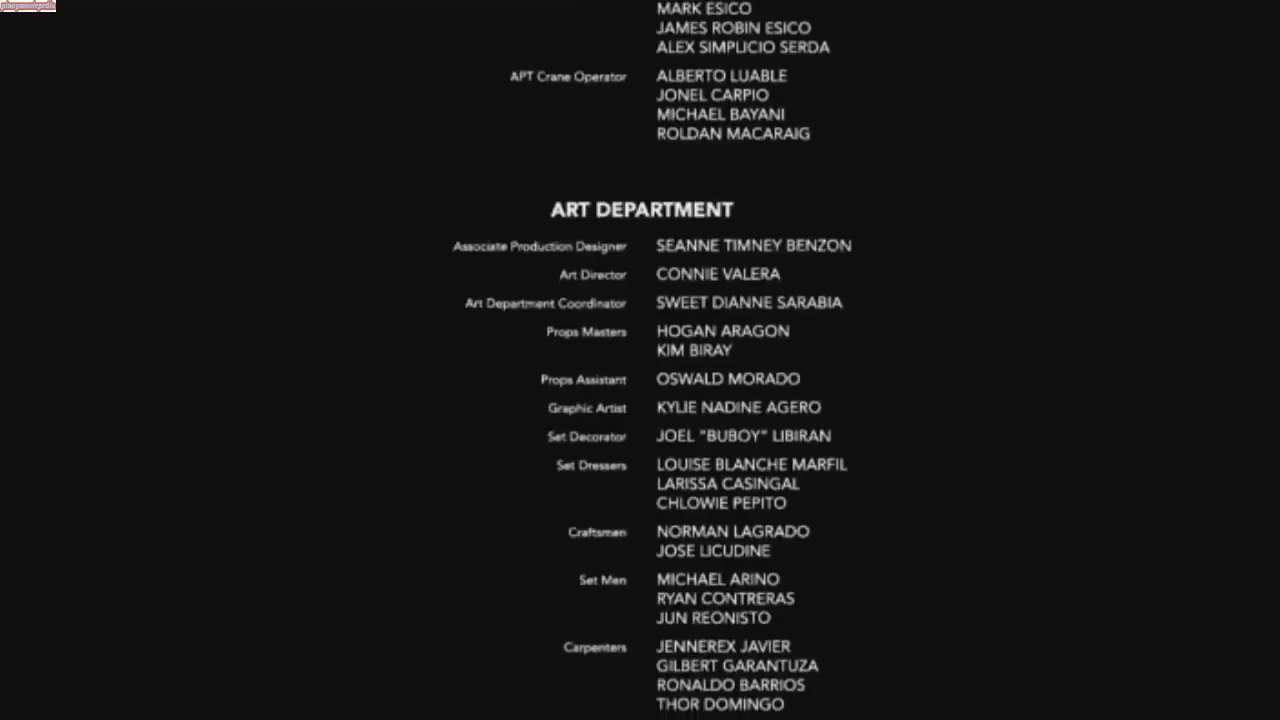 pinoymoviepedia
MARK ESICO
JAMES ROBIN ESICO
ALEX SIMPLICIO SERDA
APT Crane Operator ALBERTO LUABLE
JONEL CARPIO
MICHAEL BAYANI
ROLDAN MACARAIG
ART DEPARTMENT
Associate Production Designer SEANNE TIMNEY BENZON
Art Director CONNIE VALERA
Art Department Coordinator SWEET DIANNE SARABIA
Props Masters HOGAN ARAGON
KIM BIRAY
Props Assistant OSWALD MORADO
Graphic Artist KYLIE NADINE AGERO
Set Decorator JOEL "BUBOY" LIBIRAN
Set Dressers LOUISE BLANCHE MARFIL
LARISSA CASINGAL
CHLOWIE PEPITO
Craftsmen NORMAN LAGRADO
JOSE LICUDINE
Set Men MICHAEL ARINO
RYAN CONTRERAS
JUN REONISTO
Carpenters JENNEREX JAVIER
GILBERT GARANTUZA
RONALDO BARRIOS
THOR DOMINGO